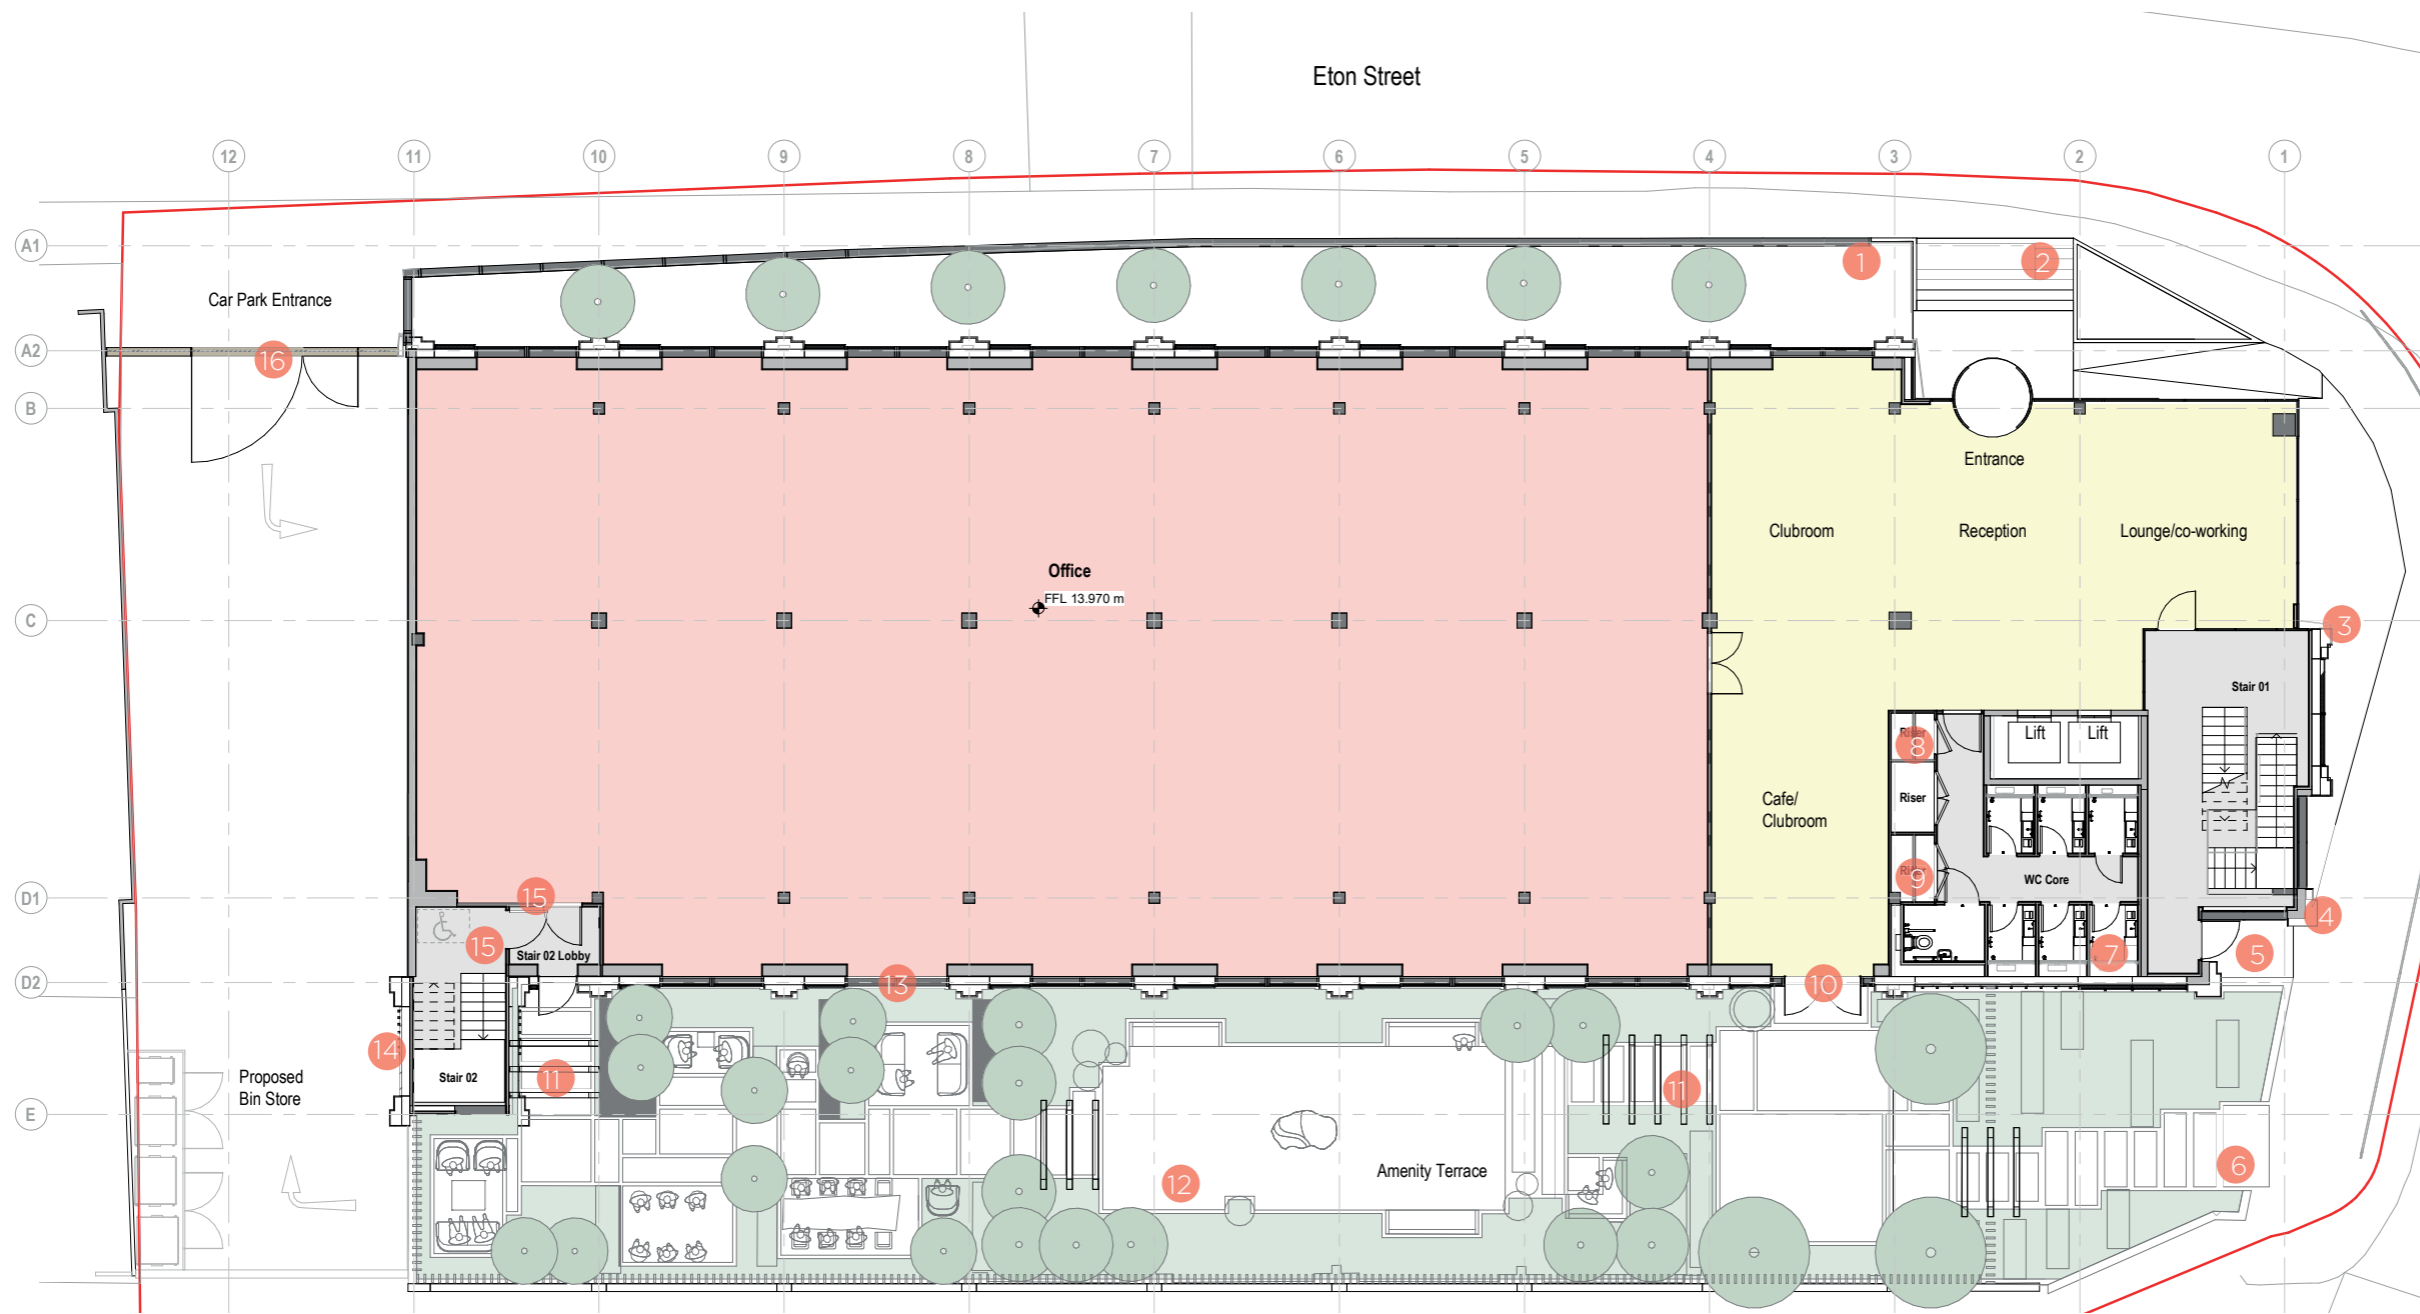 Eton Street
12
11
10
9
8
7
6
5
4
3
2
1
A1
1
2
Car Park Entrance
A2
16
B
Entrance
Clubroom
Reception
Lounge/co-working
Office
FFL 13.970 m
C
3
Stair 01
Riser
8
Lift
Lift
Cafe/
Clubroom
Riser
Riser
9
WC Core
D1
15
4
15
Stair 02 Lobby
5
7
D2
13
10
14
Stair 02
11
11
Proposed
Bin Store
E
12
Amenity Terrace
6